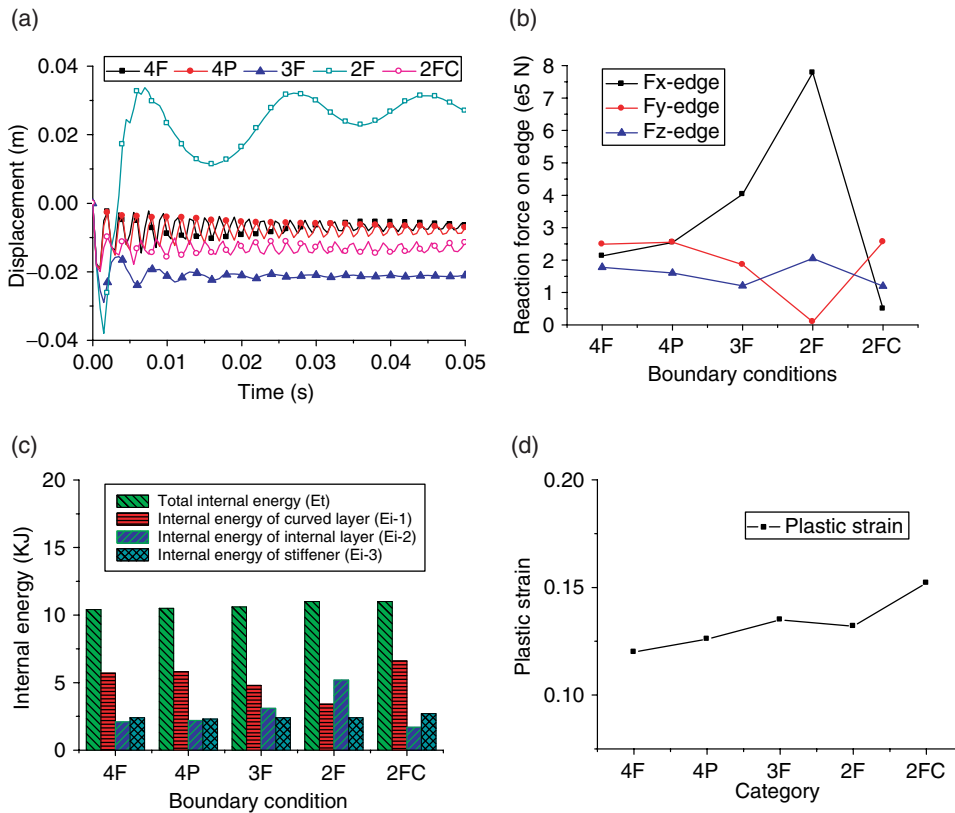 (a)
4F 4P 3F 2F 2FC
0.04
0.02
0.00
−0.02
−0.04
Displacement (m)
0.00 0.01 0.02 0.03 0.04 0.05
Time (s)
(b)
Fx-edge
Fy-edge
Fz-edge
8
7
6
5
4
3
2
1
0
Reaction force on edge (e5 N)
4F 4P 3F 2F 2FC
Boundary conditions
(c)
Total internal energy (Et)
Internal energy of curved layer (Ei-1)
Internal energy of internal layer (Ei-2)
Internal energy of stiffener (Ei-3)
20
15
10
5
0
Internal energy (KJ)
4F 4P 3F 2F 2FC
Boundary condition
(d)
Plastic strain
0.20
0.15
0.10
Plastic strain
4F 4P 3F 2F 2FC
Category